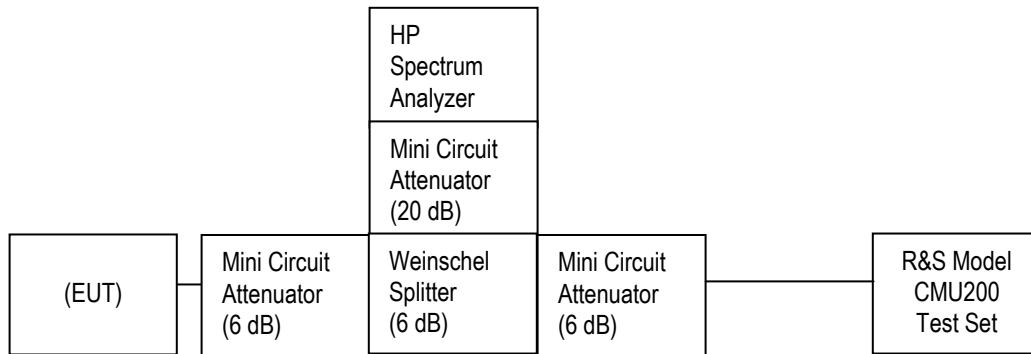 HP
Spectrum
Analyzer
Mini Circuit
Attenuator
(20 dB)
(EUT)
Mini Circuit
Attenuator
(6 dB)
Weinschel
Splitter
(6 dB)
Mini Circuit
Attenuator
(6 dB)
R&S Model
CMU200
Test Set